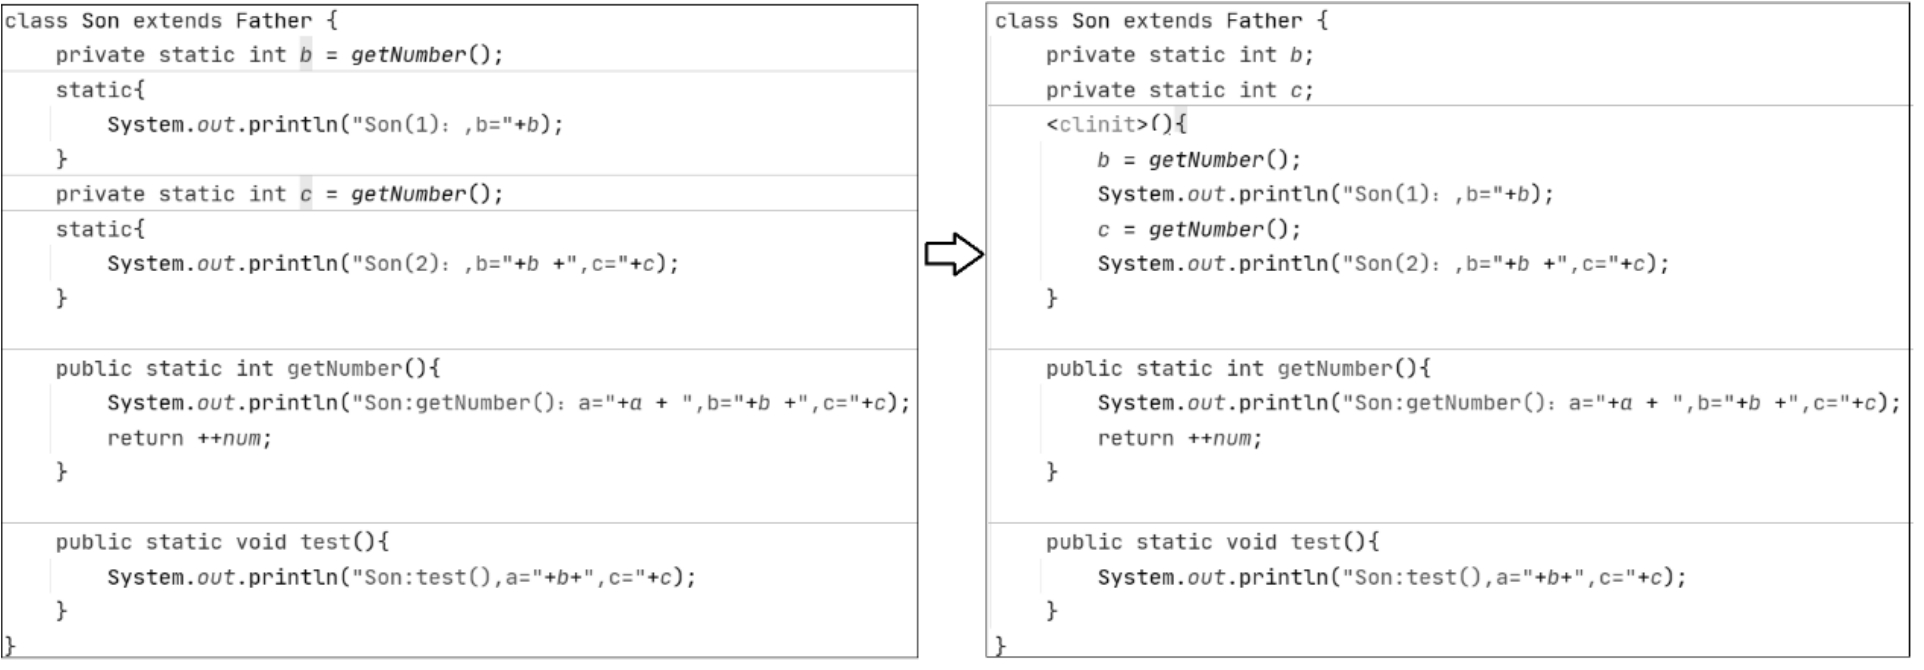 class Son extends Father {
    private static int b = getNumber();
    static{
        System.out.println("Son(1)：,b="+b);
    }
    private static int c = getNumber();
    static{
        System.out.println("Son(2)：,b="+b +",c="+c);
    }
    public static int getNumber(){
        System.out.println("Son:getNumber()：a="+a + ",b="+b +",c="+c);
        return ++num;
    }
    public static void test(){
        System.out.println("Son:test(),a="+b+",c="+c);
    }
}
class Son extends Father {
    private static int b;
    private static int c;
    <clinit>(){
        b = getNumber();
        System.out.println("Son(1)：,b="+b);
        c = getNumber();
        System.out.println("Son(2)：,b="+b +",c="+c);
    }
    public static int getNumber(){
        System.out.println("Son:getNumber()：a="+a + ",b="+b +",c="+c);
        return ++num;
    }
    public static void test(){
        System.out.println("Son:test(),a="+b+",c="+c);
    }
}